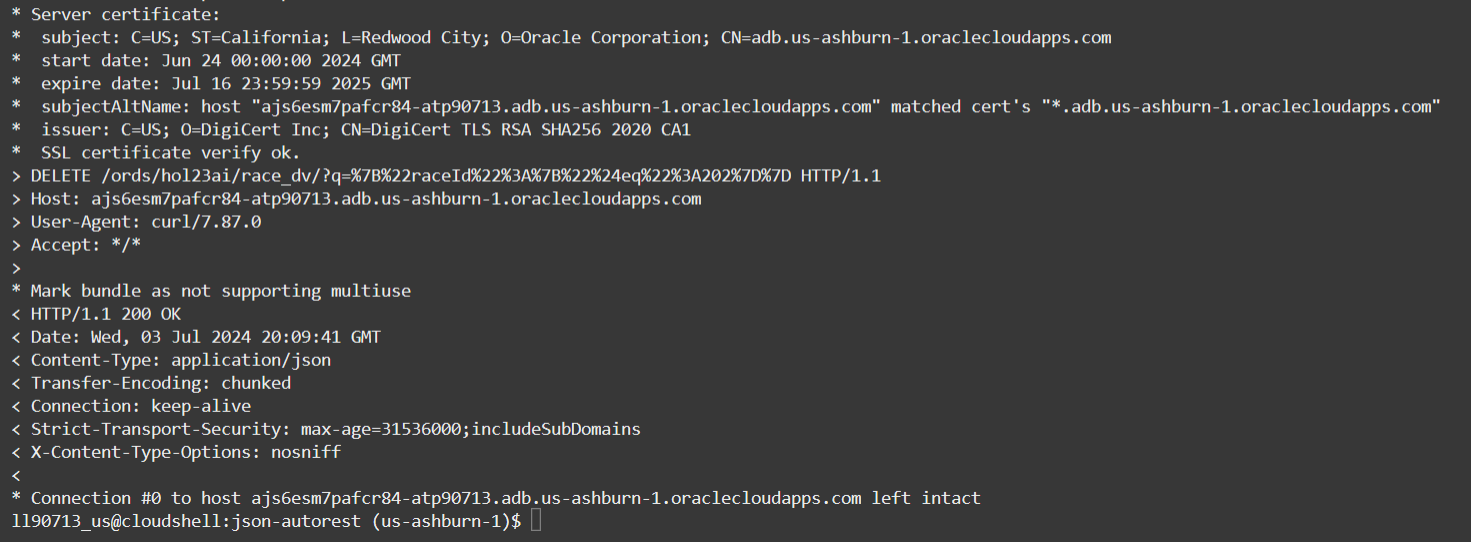 * Server certificate:
*  subject: C=US; ST=California; L=Redwood City; O=Oracle Corporation; CN=adb.us-ashburn-1.oraclecloudapps.com
*  start date: Jun 24 00:00:00 2024 GMT
*  expire date: Jul 16 23:59:59 2025 GMT
*  subjectAltName: host "ajs6esm7pafcr84-atp90713.adb.us-ashburn-1.oraclecloudapps.com" matched cert's "*.adb.us-ashburn-1.oraclecloudapps.com"
*  issuer: C=US; O=DigiCert Inc; CN=DigiCert TLS RSA SHA256 2020 CA1
*  SSL certificate verify ok.
> DELETE /ords/hol23ai/race_dv/?q=%7B%22raceId%22%3A%7B%22%24eq%22%3A202%7D%7D HTTP/1.1
> Host: ajs6esm7pafcr84-atp90713.adb.us-ashburn-1.oraclecloudapps.com
> User-Agent: curl/7.87.0
> Accept: */*
>
* Mark bundle as not supporting multiuse
< HTTP/1.1 200 OK
< Date: Wed, 03 Jul 2024 20:09:41 GMT
< Content-Type: application/json
< Transfer-Encoding: chunked
< Connection: keep-alive
< Strict-Transport-Security: max-age=31536000;includeSubDomains
< X-Content-Type-Options: nosniff
<
* Connection #0 to host ajs6esm7pafcr84-atp90713.adb.us-ashburn-1.oraclecloudapps.com left intact
ll90713_us@cloudshell:json-autorest (us-ashburn-1)$